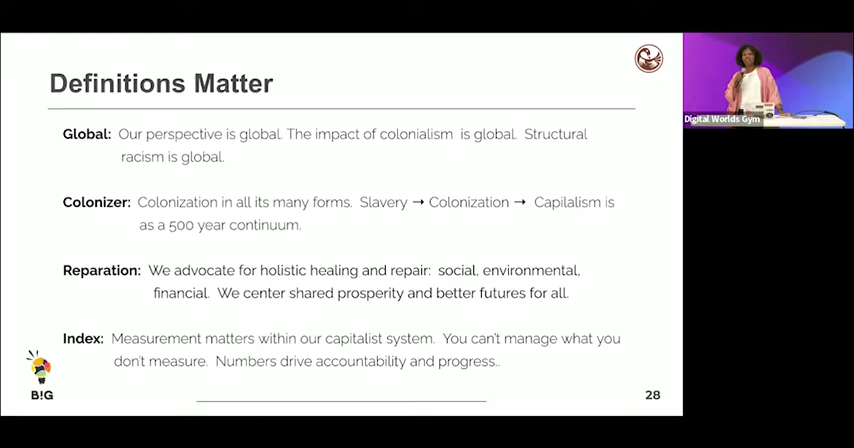 Definitions Matter
Global: Our perspective is global. The impact of colonialism is global. Structural
racism is global.
Colonizer: Colonization in all its many forms. Slavery → Colonization → Capilalism is
as a 500 year continuum.
Reparation: We advocate for holistic healing and repair: social, environmental,
financial. We center shared prosperity and better futures for all.
Index: Measurement matters within our capitalist system. You can't manage what you
don't measure. Numbers drive accountability and progress..
B!G
28
Digital Worlds Gym